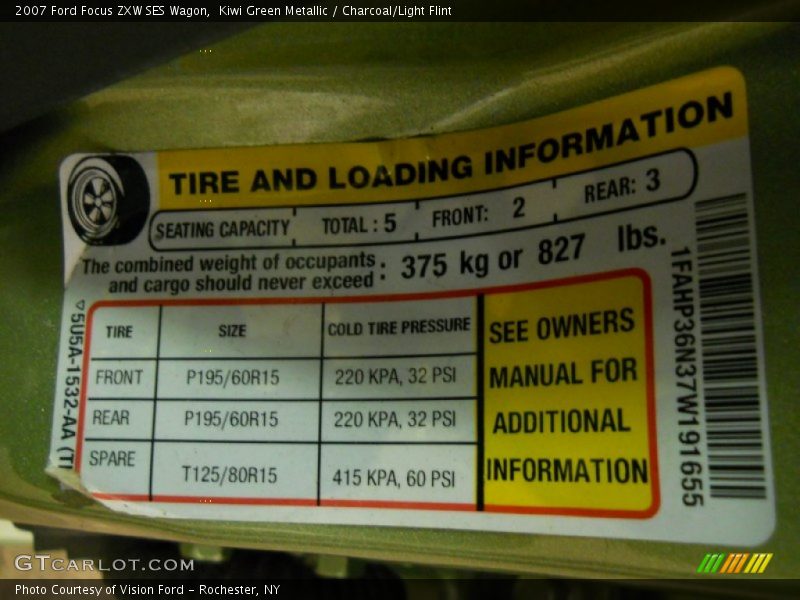 2007 Ford Focus ZXW SES Wagon,  Kiwi Green Metallic / Charcoal/Light Flint
TIRE AND LOADING INFORMATION
SEATING CAPACITY TOTAL : 5 FRONT: 2 REAR: 3
The combined weight of occupants
and cargo should never exceed : 375 kg or 827 lbs.
TIRE SIZE COLD TIRE PRESSURE
FRONT P195/60R15 220 KPA, 32 PSI
REAR P195/60R15 220 KPA, 32 PSI
SPARE T125/80R15 415 KPA, 60 PSI
SEE OWNERS
MANUAL FOR
ADDITIONAL
INFORMATION
5U5A-1532-AA (TI
1FAHP36N37W191655
GTCARLOT.COM
Photo Courtesy of Vision Ford - Rochester, NY